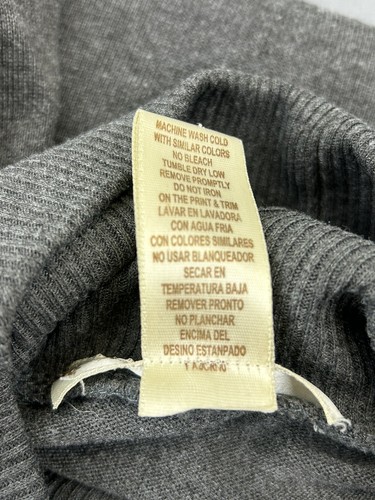 MACHINE WASH COLD
WITH SIMILAR COLORS
NO BLEACH
TUMBLE DRY LOW
REMOVE PROMPTLY
DO NOT IRON
ON THE PRINT & TRIM
LAVAR EN LAVADORA
CON AGUA FRIA
CON COLORES SIMILARES
NO USAR BLANQUEADOR
SECAR EN
TEMPERATURA BAJA
REMOVER PRONTO
NO PLANCHAR
ENCIMA DEL
DESINO ESTANPADO
Y